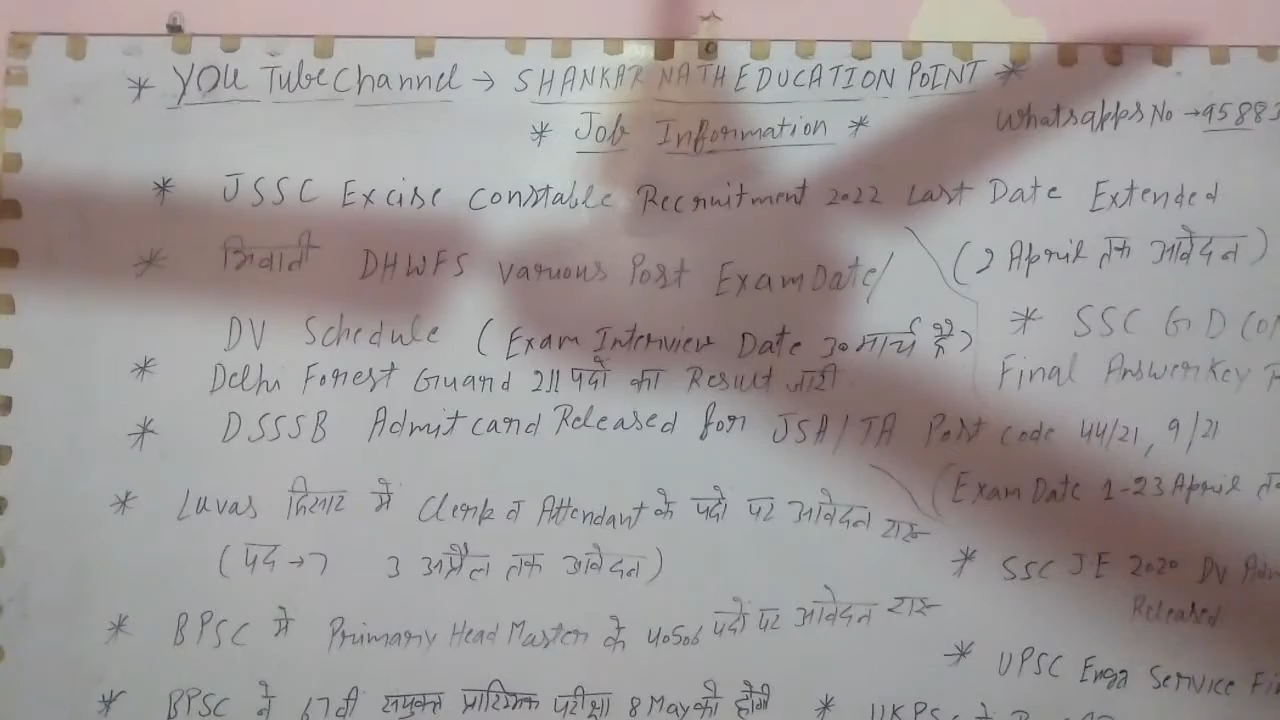 * YOU Tube Channel → SHANKAR NATH EDUCATION POINT *
* Job Information *
Whatsapps No → 95883
* JSSC Excise Constable Recruitment 2022 Last Date Extended
(2 April तक आवेदन)
* भिवानी DHWFS various Post Exam Date/
DV Schedule (Exam Interview Date 30 मार्च है)
* SSC GD
Final Answer Key
* Delhi Forest Guard 211 पदों का Result जारी
* DSSSB Admit card Released for JSA/TA Post code 44/21, 9/21
(Exam Date 1-23 April
* Luvas हिसार में Clerk व Attendant के पदों पर आवेदन शुरू
(पद → 7 3 अप्रैल तक आवेदन)
* SSC JE 2020 DV
Released
* BPSC में Primary Head Master के 40506 पदों पर आवेदन शुरू
* UPSC Engg Service
* BPSC की 67वी संयुक्त प्रारम्भिक परीक्षा 8 May को होगी
* UKPSC